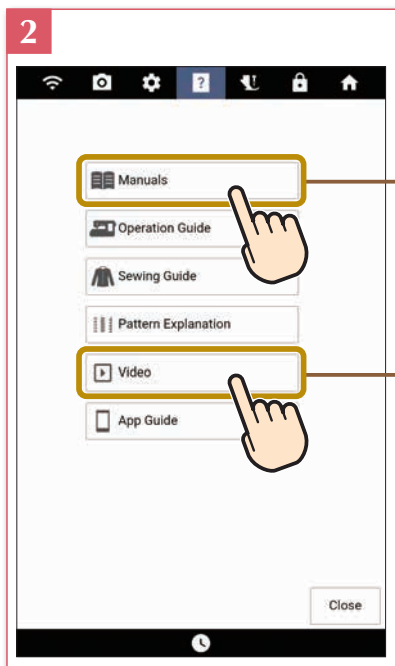 2
?
Manuals
Operation Guide
Sewing Guide
Pattern Explanation
Video
App Guide
Close